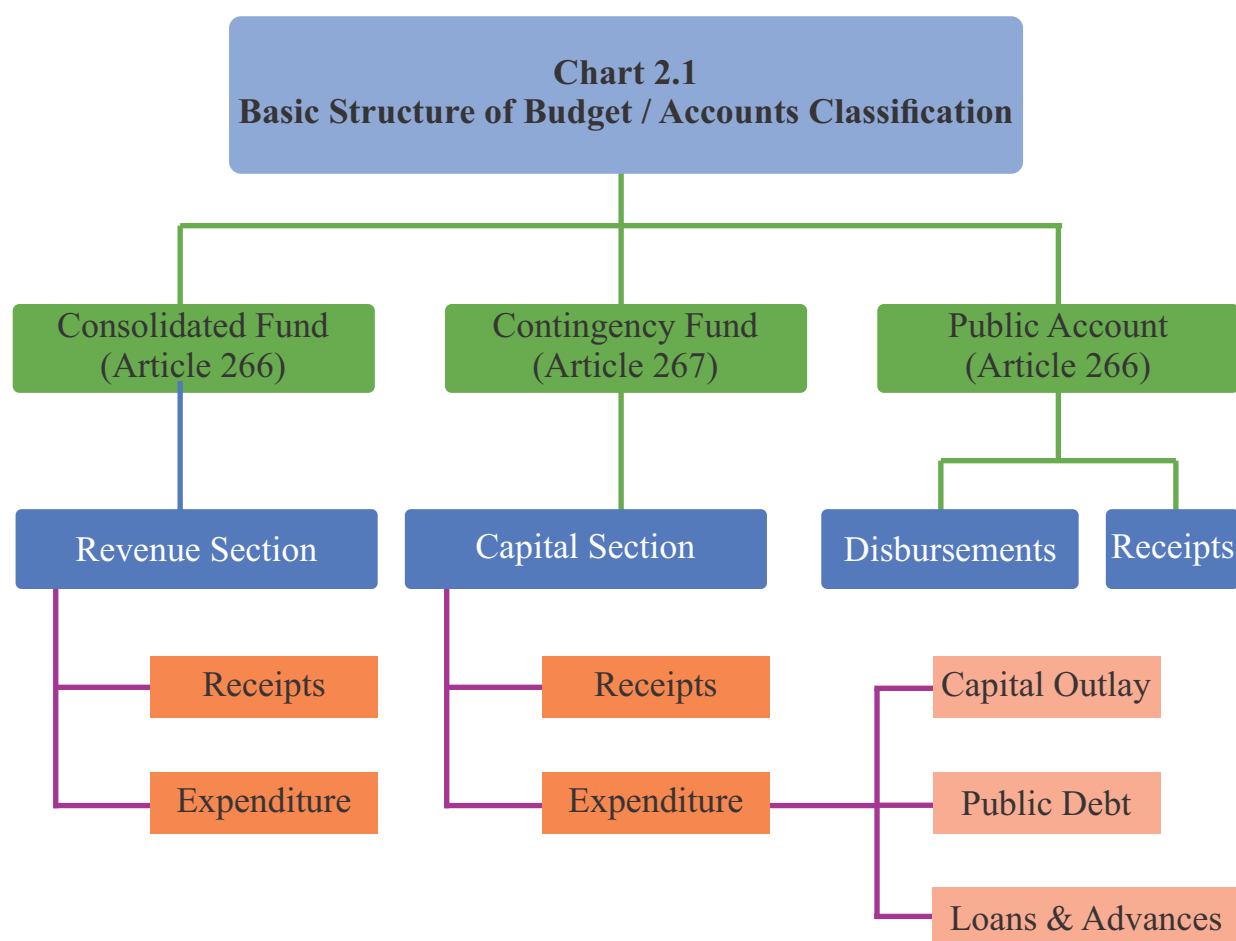 Chart 2.1
Basic Structure of Budget / Accounts Classification
Consolidated Fund
(Article 266)
Contingency Fund
(Article 267)
Public Account
(Article 266)
Revenue Section
Capital Section
Disbursements
Receipts
Receipts
Receipts
Capital Outlay
Expenditure
Expenditure
Public Debt
Loans & Advances